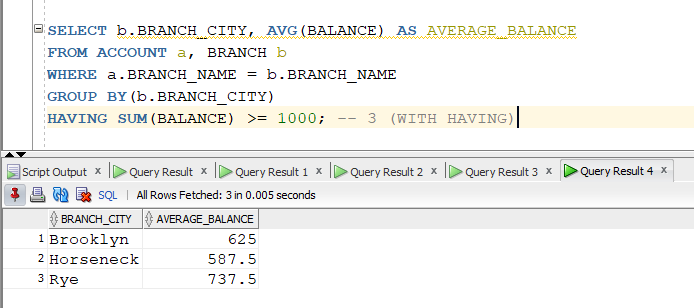 SELECT b.BRANCH_CITY, AVG(BALANCE) AS AVERAGE_BALANCE
FROM ACCOUNT a, BRANCH b
WHERE a.BRANCH_NAME = b.BRANCH_NAME
GROUP BY(b.BRANCH_CITY)
HAVING SUM(BALANCE) >= 1000; -- 3 (WITH HAVING)
Script Output x Query Result x Query Result 1 x Query Result 2 x Query Result 3 x Query Result 4 x
SQL | All Rows Fetched: 3 in 0.005 seconds
BRANCH_CITY AVERAGE_BALANCE
1 Brooklyn 625
2 Horseneck 587.5
3 Rye 737.5